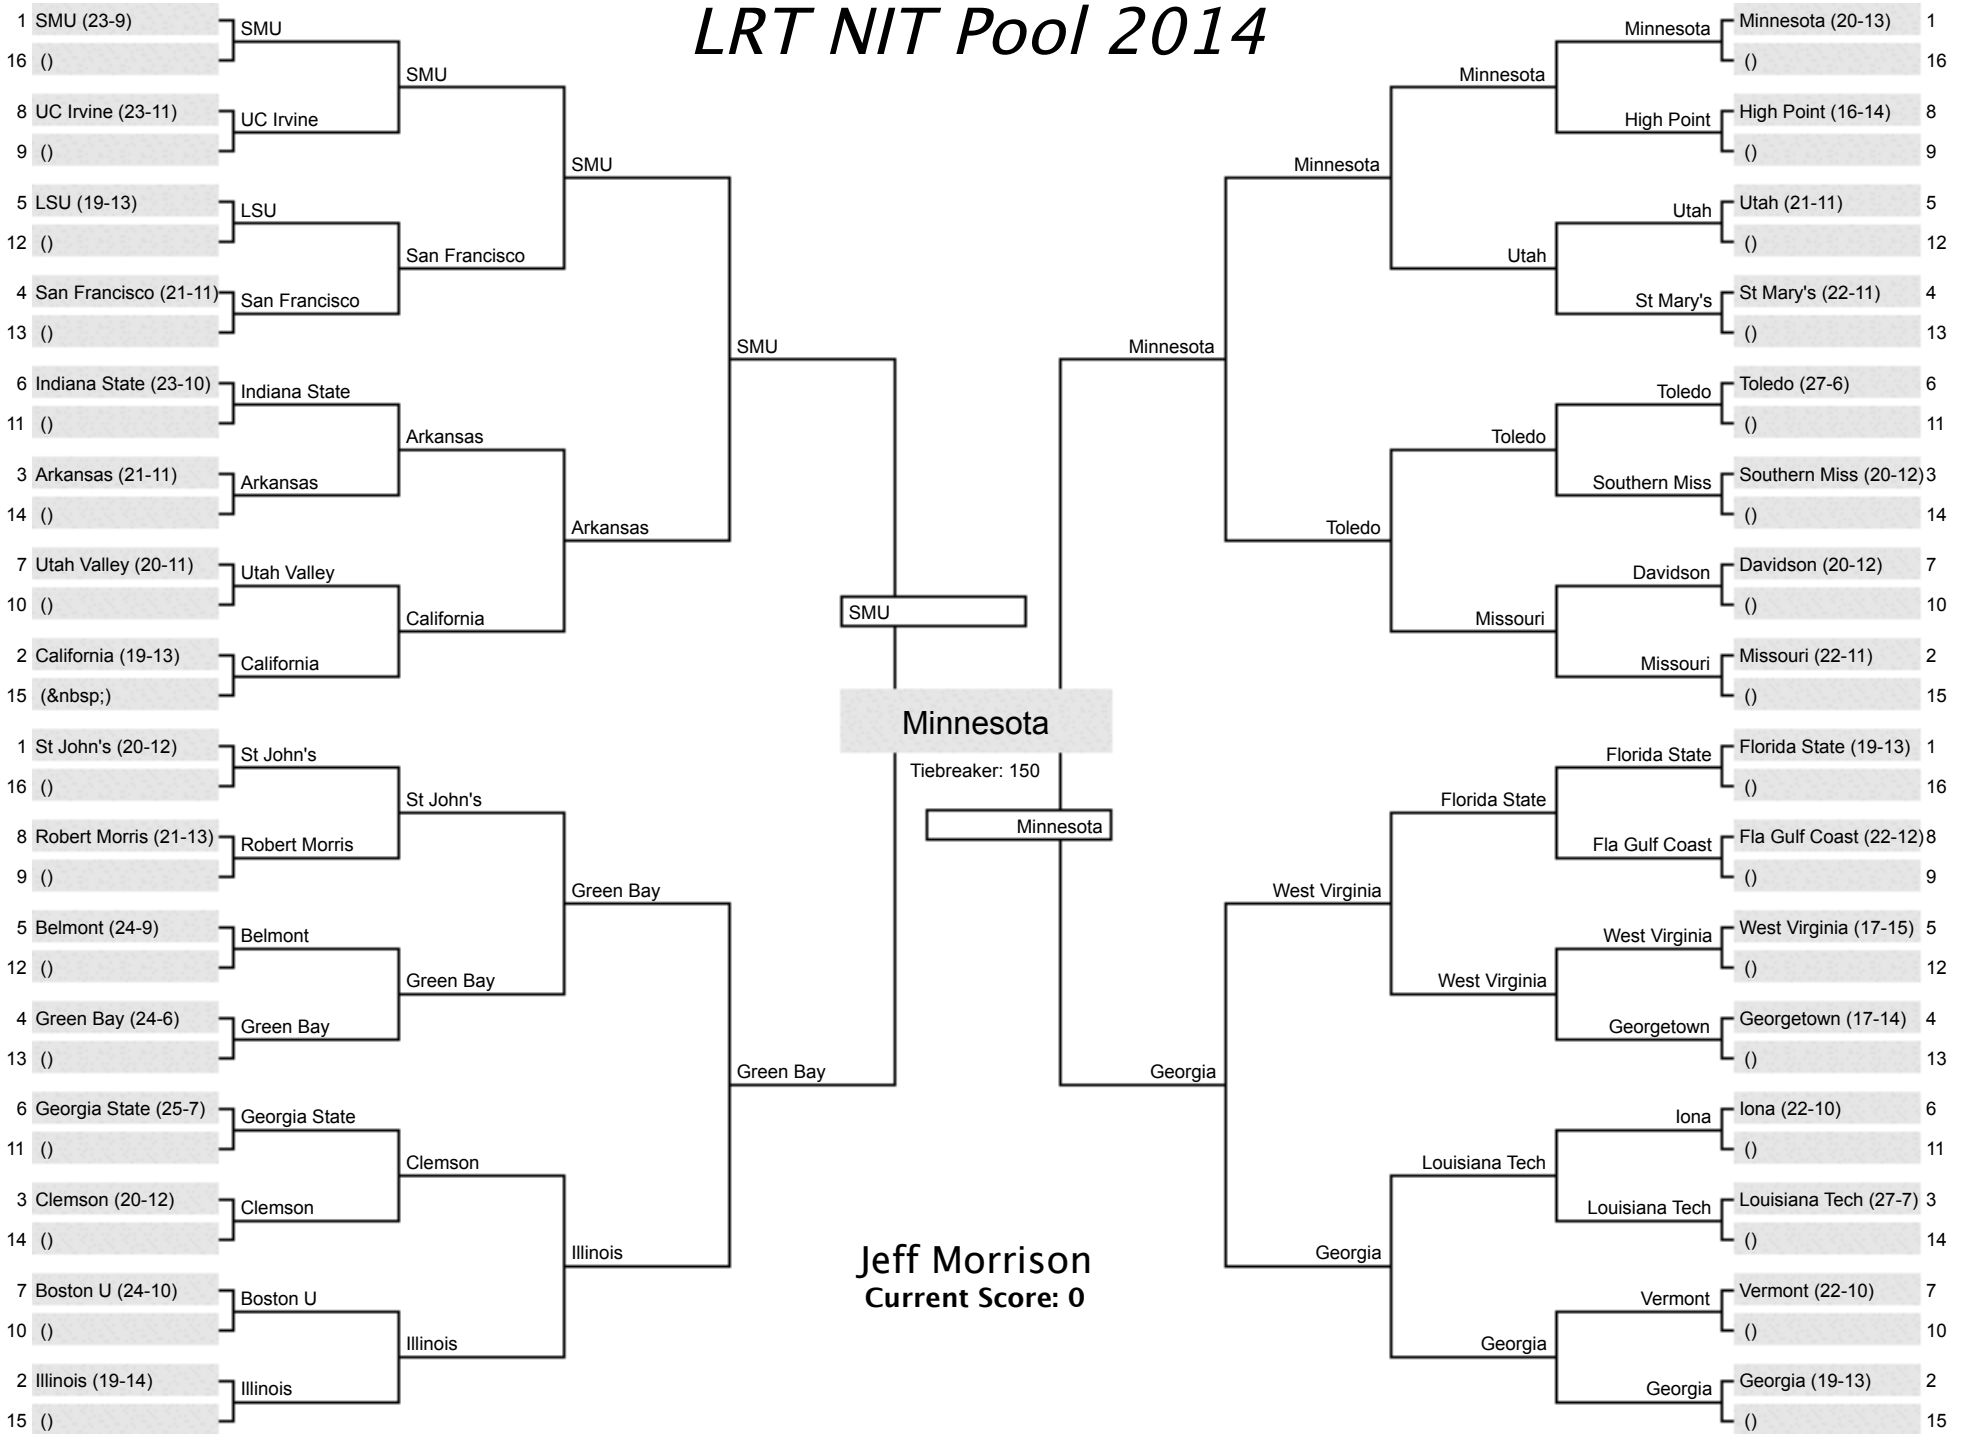 LRT NIT Pool 2014
1 SMU (23-9)
16 ()
8 UC Irvine (23-11)
9 ()
5 LSU (19-13)
12 ()
4 San Francisco (21-11)
13 ()
6 Indiana State (23-10)
11 ()
3 Arkansas (21-11)
14 ()
7 Utah Valley (20-11)
10 ()
2 California (19-13)
15 (&nbsp;)
1 St John's (20-12)
16 ()
8 Robert Morris (21-13)
9 ()
5 Belmont (24-9)
12 ()
4 Green Bay (24-6)
13 ()
6 Georgia State (25-7)
11 ()
3 Clemson (20-12)
14 ()
7 Boston U (24-10)
10 ()
2 Illinois (19-14)
15 ()
SMU
UC Irvine
LSU
San Francisco
Indiana State
Arkansas
Utah Valley
California
St John's
Robert Morris
Belmont
Green Bay
Georgia State
Clemson
Boston U
Illinois
SMU
San Francisco
Arkansas
California
St John's
Green Bay
Clemson
Illinois
SMU
Arkansas
Green Bay
Illinois
SMU
Green Bay
SMU
Minnesota
Tiebreaker: 150
Minnesota
Jeff Morrison
Current Score: 0
Minnesota
Georgia
Minnesota
Toledo
West Virginia
Georgia
Minnesota
Utah
Toledo
Missouri
Florida State
West Virginia
Louisiana Tech
Georgia
Minnesota
High Point
Utah
St Mary's
Toledo
Southern Miss
Davidson
Missouri
Florida State
Fla Gulf Coast
West Virginia
Georgetown
Iona
Louisiana Tech
Vermont
Georgia
Minnesota (20-13) 1
() 16
High Point (16-14) 8
() 9
Utah (21-11) 5
() 12
St Mary's (22-11) 4
() 13
Toledo (27-6) 6
() 11
Southern Miss (20-12) 3
() 14
Davidson (20-12) 7
() 10
Missouri (22-11) 2
() 15
Florida State (19-13) 1
() 16
Fla Gulf Coast (22-12) 8
() 9
West Virginia (17-15) 5
() 12
Georgetown (17-14) 4
() 13
Iona (22-10) 6
() 11
Louisiana Tech (27-7) 3
() 14
Vermont (22-10) 7
() 10
Georgia (19-13) 2
() 15